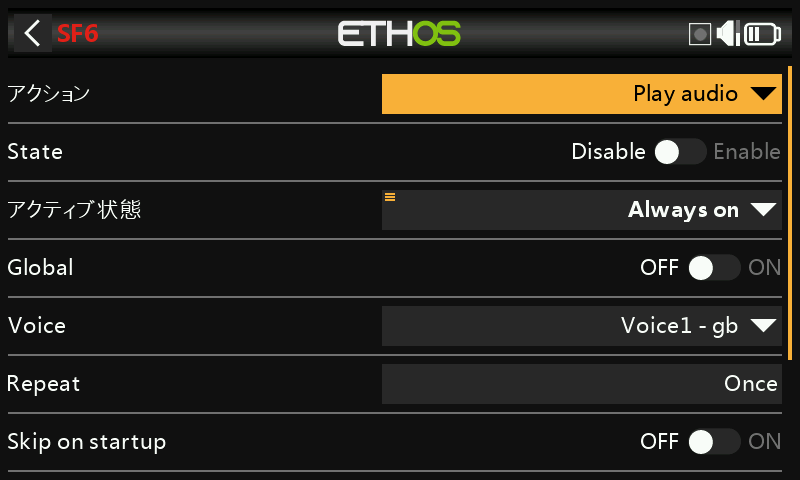 SF6 ETHOS
アクション Play audio
State Disable Enable
アクティブ状態 Always on
Global OFF ON
Voice Voice1 - gb
Repeat Once
Skip on startup OFF ON